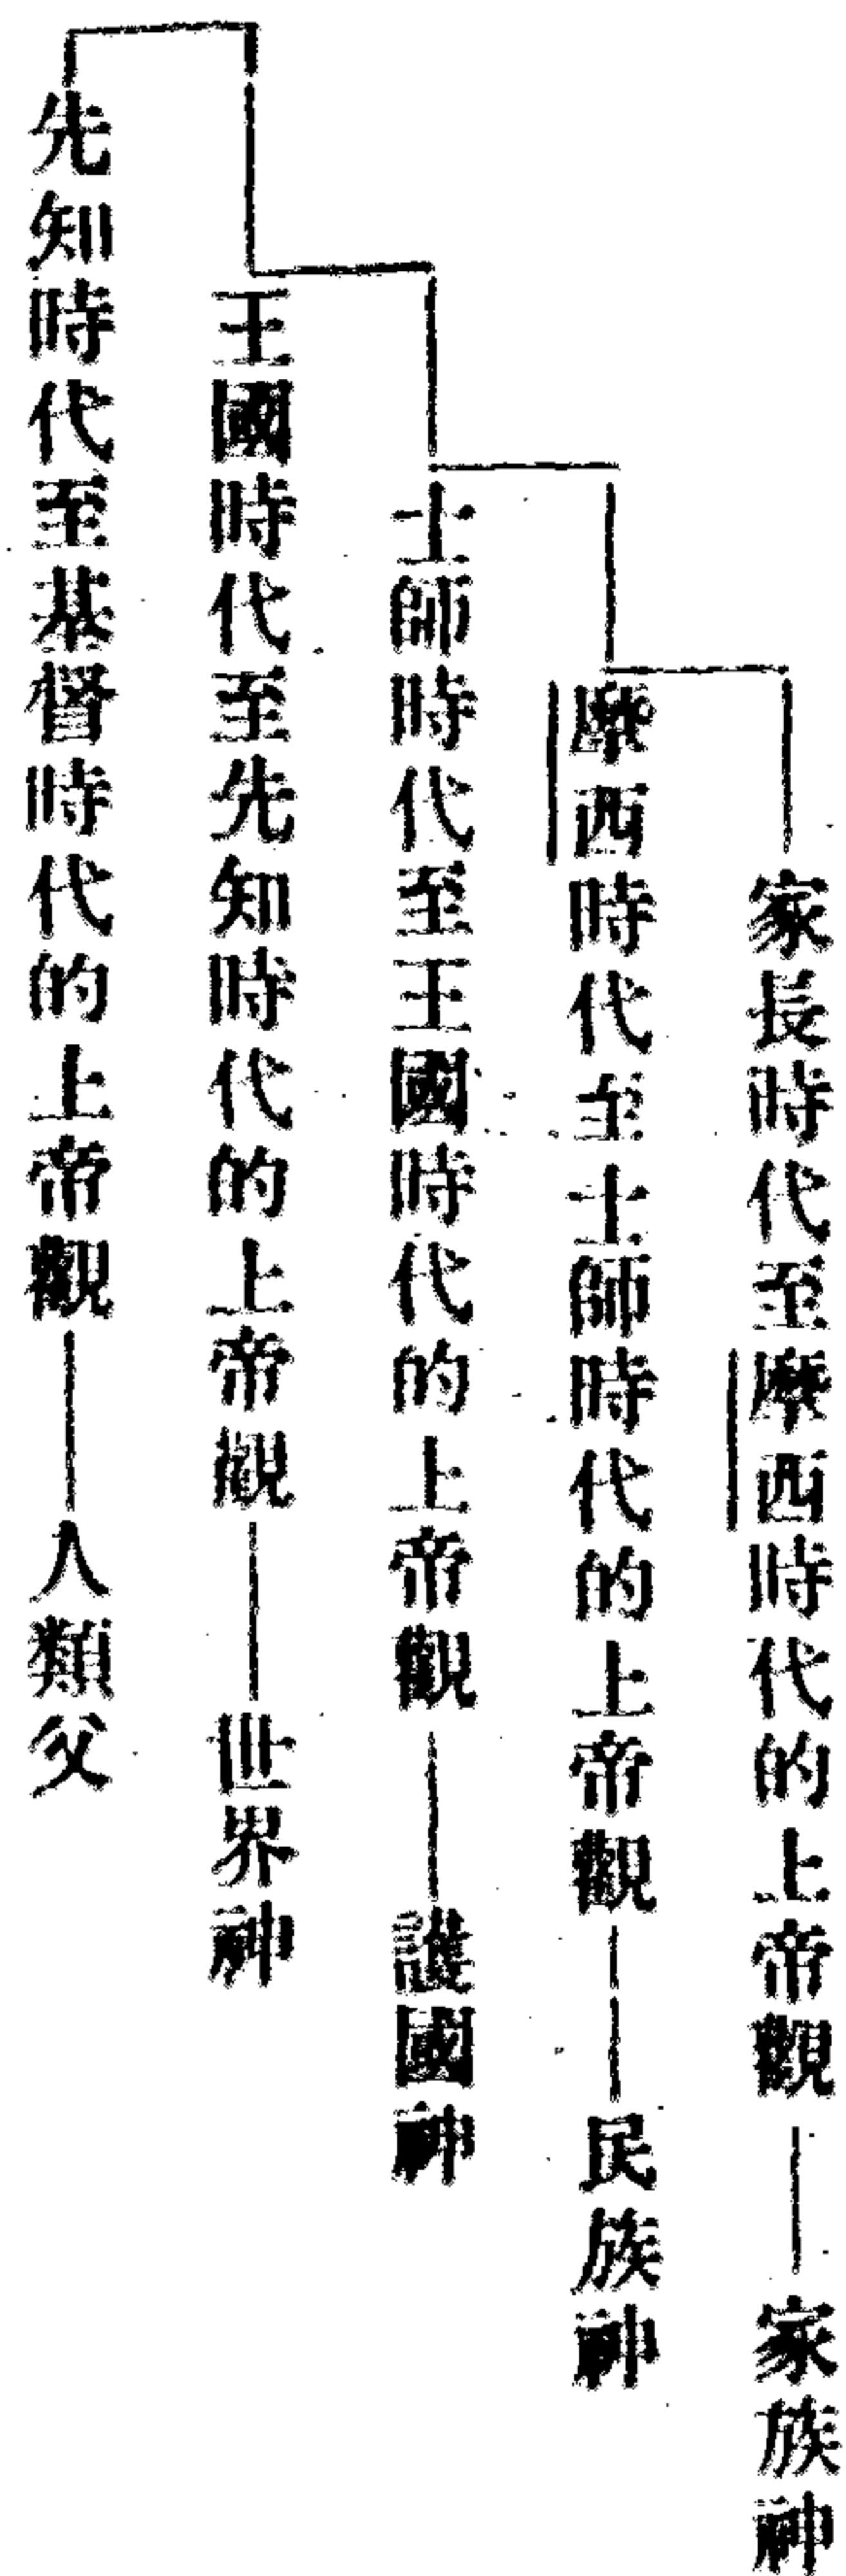 家長時代至摩西時代的上帝觀——家族神
摩西時代至士師時代的上帝觀——民族神
士師時代至王國時代的上帝觀——護國神
王國時代至先知時代的上帝觀——世界神
先知時代至基督時代的上帝觀——人類父